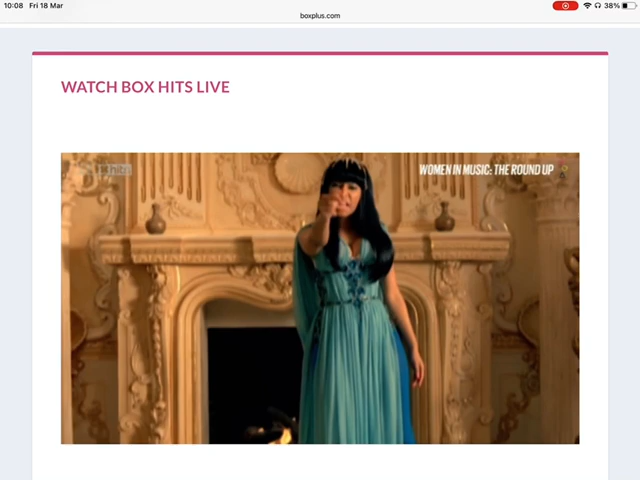 10:08 Fri 18 Mar
38%
boxplus.com
WATCH BOX HITS LIVE
WOMEN IN MUSIC: THE ROUND UP